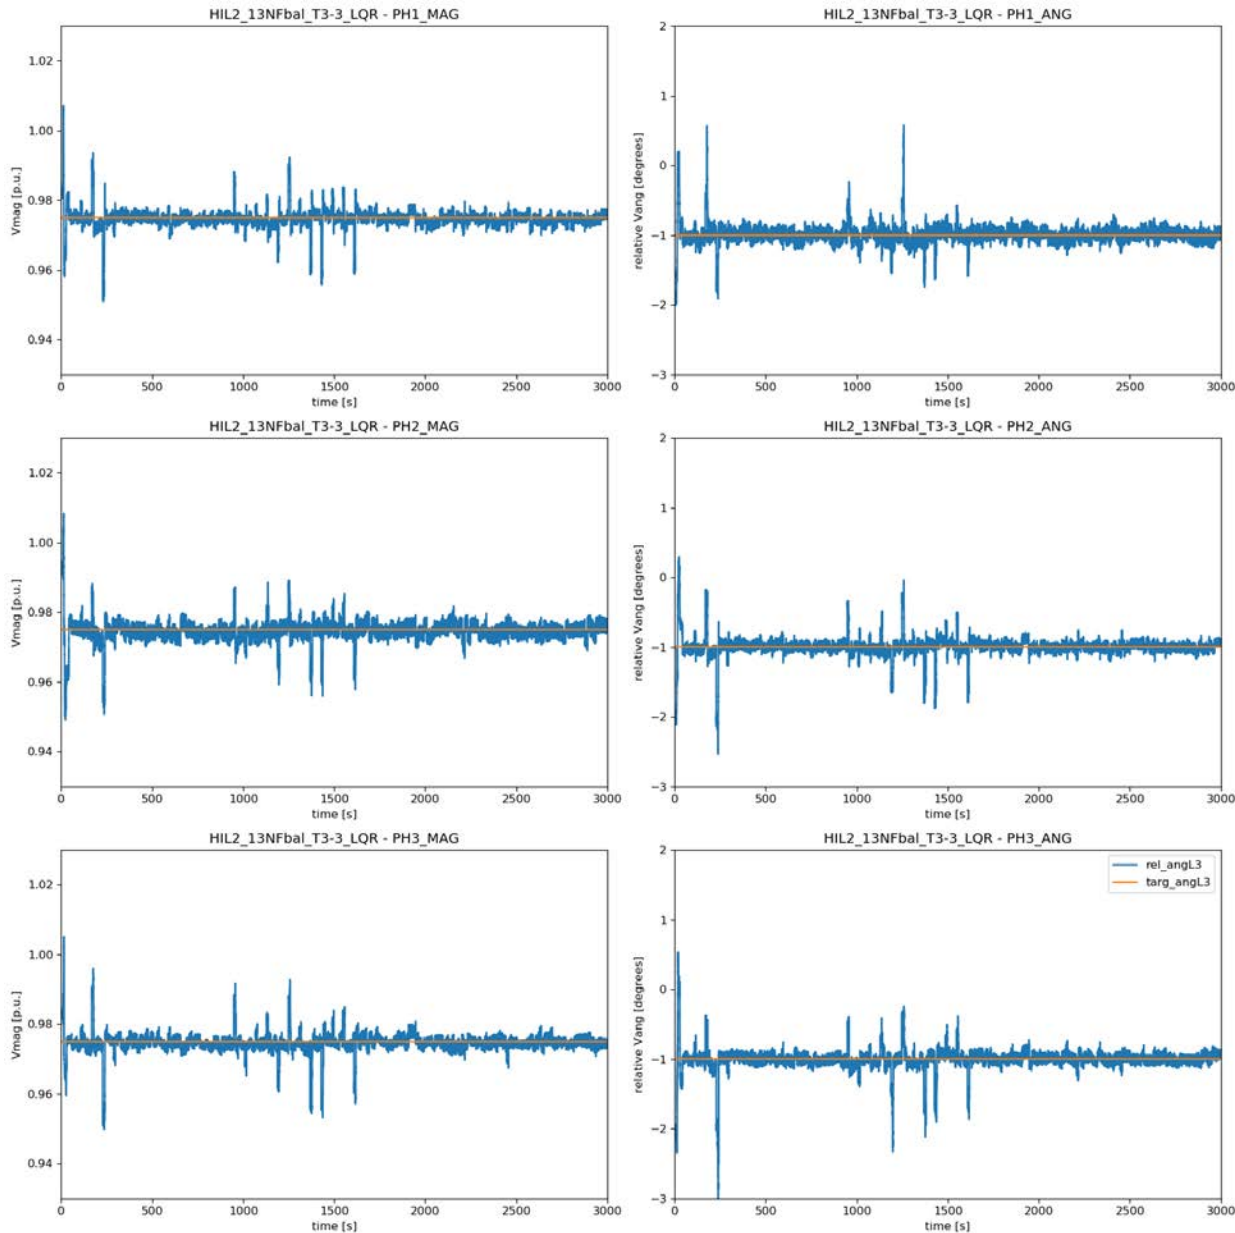 HIL2_13NFbal_T3-3_LQR - PH1_MAG
Vmag [p.u.]
1.02
1.00
0.98
0.96
0.94
0 500 1000 1500 2000 2500 3000
time [s]
HIL2_13NFbal_T3-3_LQR - PH1_ANG
relative Vang [degrees]
2
1
0
−1
−2
−3
0 500 1000 1500 2000 2500 3000
time [s]
HIL2_13NFbal_T3-3_LQR - PH2_MAG
Vmag [p.u.]
1.02
1.00
0.98
0.96
0.94
0 500 1000 1500 2000 2500 3000
time [s]
HIL2_13NFbal_T3-3_LQR - PH2_ANG
relative Vang [degrees]
2
1
0
−1
−2
−3
0 500 1000 1500 2000 2500 3000
time [s]
HIL2_13NFbal_T3-3_LQR - PH3_MAG
Vmag [p.u.]
1.02
1.00
0.98
0.96
0.94
0 500 1000 1500 2000 2500 3000
time [s]
HIL2_13NFbal_T3-3_LQR - PH3_ANG
rel_angL3
targ_angL3
relative Vang [degrees]
2
1
0
−1
−2
−3
0 500 1000 1500 2000 2500 3000
time [s]